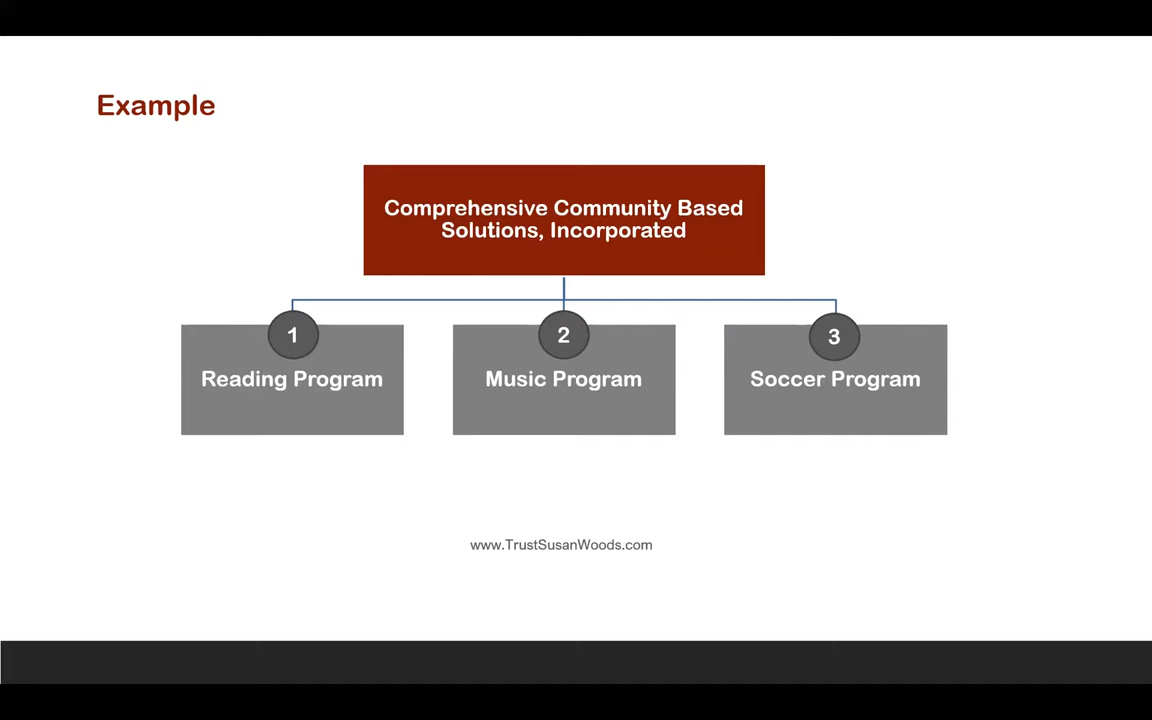 Example
Comprehensive Community Based
Solutions, Incorporated
1
2
3
Reading Program
Music Program
Soccer Program
www.TrustSusanWoods.com